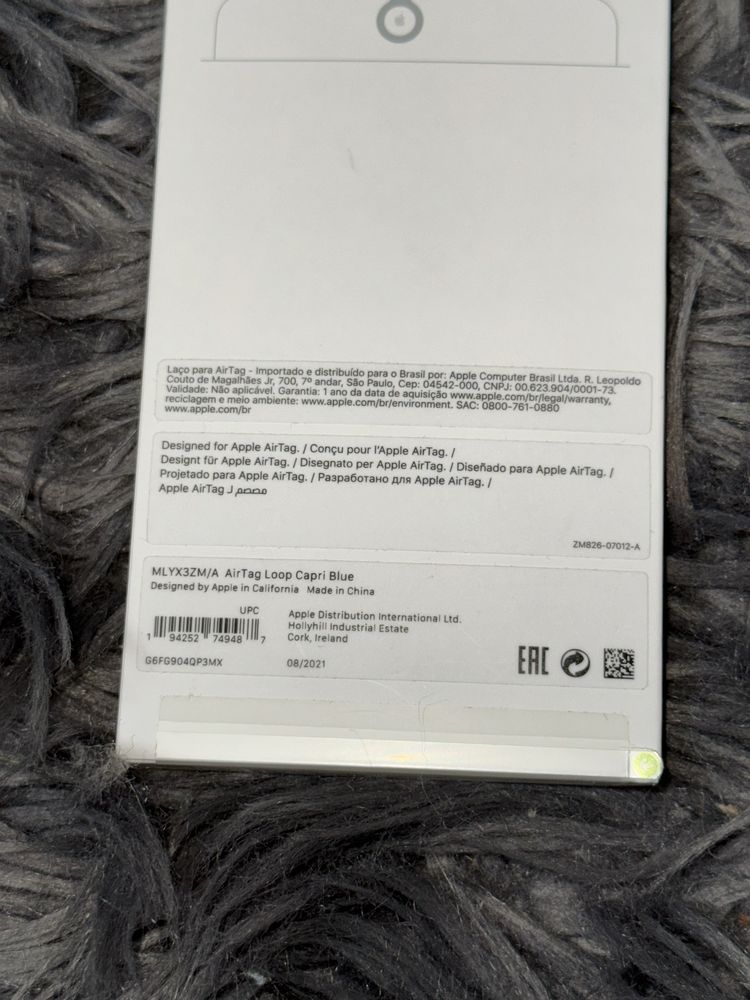 Laço para AirTag - Importado e distribuído para o Brasil por: Apple Computer Brasil Ltda. R. Leopoldo
Couto de Magalhães Jr, 700, 7º andar, São Paulo, Cep: 04542-000, CNPJ: 00.623.904/0001-73.
Validade: Não aplicável. Garantia: 1 ano da data de aquisição www.apple.com/br/legal/warranty,
reciclagem e meio ambiente: www.apple.com/br/environment. SAC: 0800-761-0880
www.apple.com/br
Designed for Apple AirTag. / Conçu pour l'Apple AirTag. /
Designt für Apple AirTag. / Disegnato per Apple AirTag. / Diseñado para Apple AirTag. /
Projetado para Apple AirTag. / Разработано для Apple AirTag. /
مصمم لـ Apple AirTag
ZM826-07012-A
MLYX3ZM/A AirTag Loop Capri Blue
Designed by Apple in California Made in China
UPC
1 94252 74948 7
G6FG904QP3MX
Apple Distribution International Ltd.
Hollyhill Industrial Estate
Cork, Ireland
08/2021
EAC